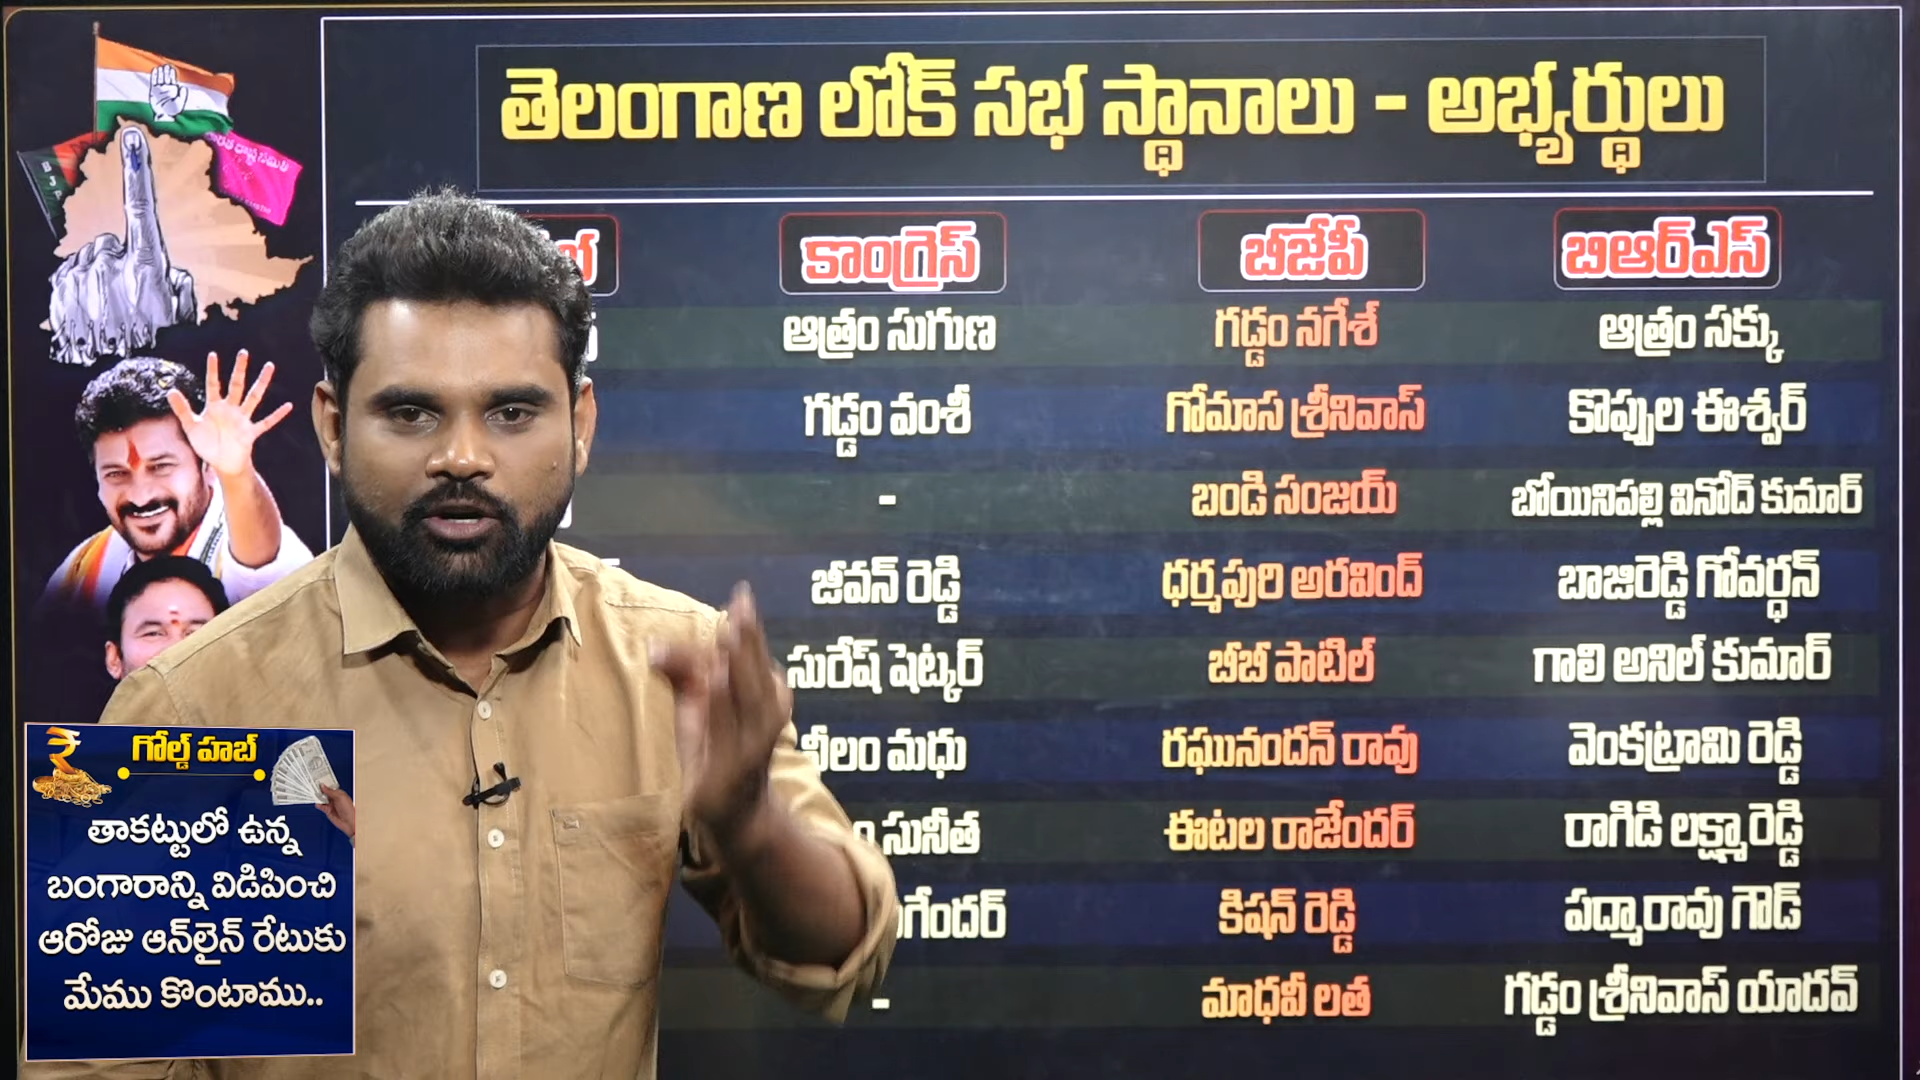 తెలంగాణ లోక్ సభ స్థానాలు - అభ్యర్థులు
కాంగ్రెస్ బీజేపీ బిఆర్ఎస్
ఆత్రం సుగుణ గడ్డం నగేశ్ ఆత్రం సక్కు
గడ్డం వంశీ గోమాస శ్రీనివాస్ కొప్పుల ఈశ్వర్
- బండి సంజయ్ బోయినిపల్లి వినోద్ కుమార్
జీవన్ రెడ్డి ధర్మపురి అరవింద్ బాజిరెడ్డి గోవర్ధన్
సురేష్ షెట్కర్ బీబీ పాటిల్ గాలి అనిల్ కుమార్
మధు రఘునందన్ రావు వెంకట్రామి రెడ్డి
సునీత ఈటల రాజేందర్ రాగిడి లక్ష్మారెడ్డి
కిషన్ రెడ్డి పద్మారావు గౌడ్
- మాధవీ లత గడ్డం శ్రీనివాస్ యాదవ్
గోల్డ్ హబ్
తాకట్టులో ఉన్న
బంగారాన్ని విడిపించి
ఆరోజు ఆన్‌లైన్ రేటుకు
మేము కొంటాము..